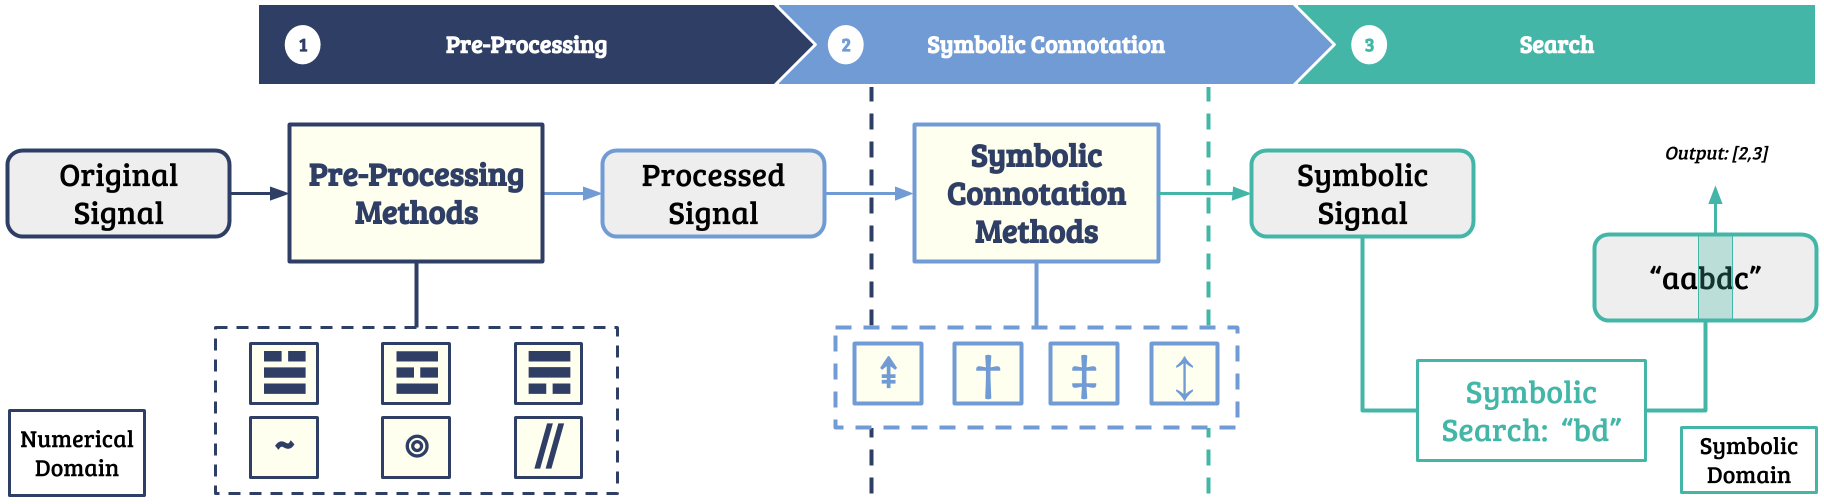 1 Pre-Processing
2 Symbolic Connotation
3 Search
Original
Signal
Pre-Processing
Methods
Processed
Signal
Symbolic
Connotation
Methods
Symbolic
Signal
Output: [2,3]
“aabdc”
Symbolic
Search: “bd”
☱ ☲ ☴
~ ⌾ //
⇞ † ‡ ↕
Numerical
Domain
Symbolic
Domain